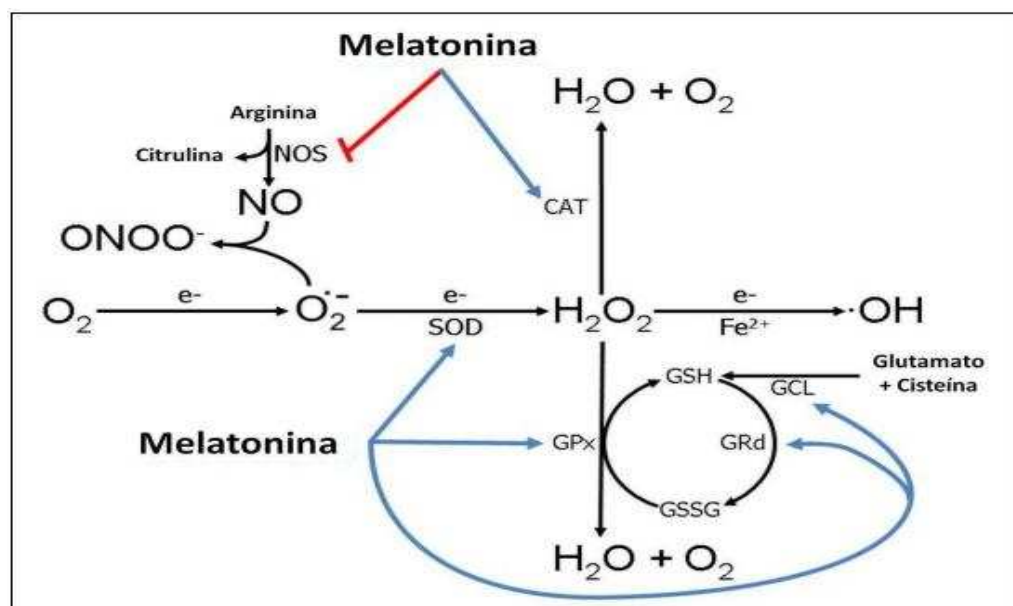 Melatonina
H₂O + O₂
Arginina
Citrulina
NOS
CAT
NO
ONOO⁻
O₂
e-
O₂˙⁻
e-
SOD
H₂O₂
e-
Fe²⁺
·OH
Glutamato
+ Cisteína
GSH
GCL
Melatonina
GPx
GRd
GSSG
H₂O + O₂